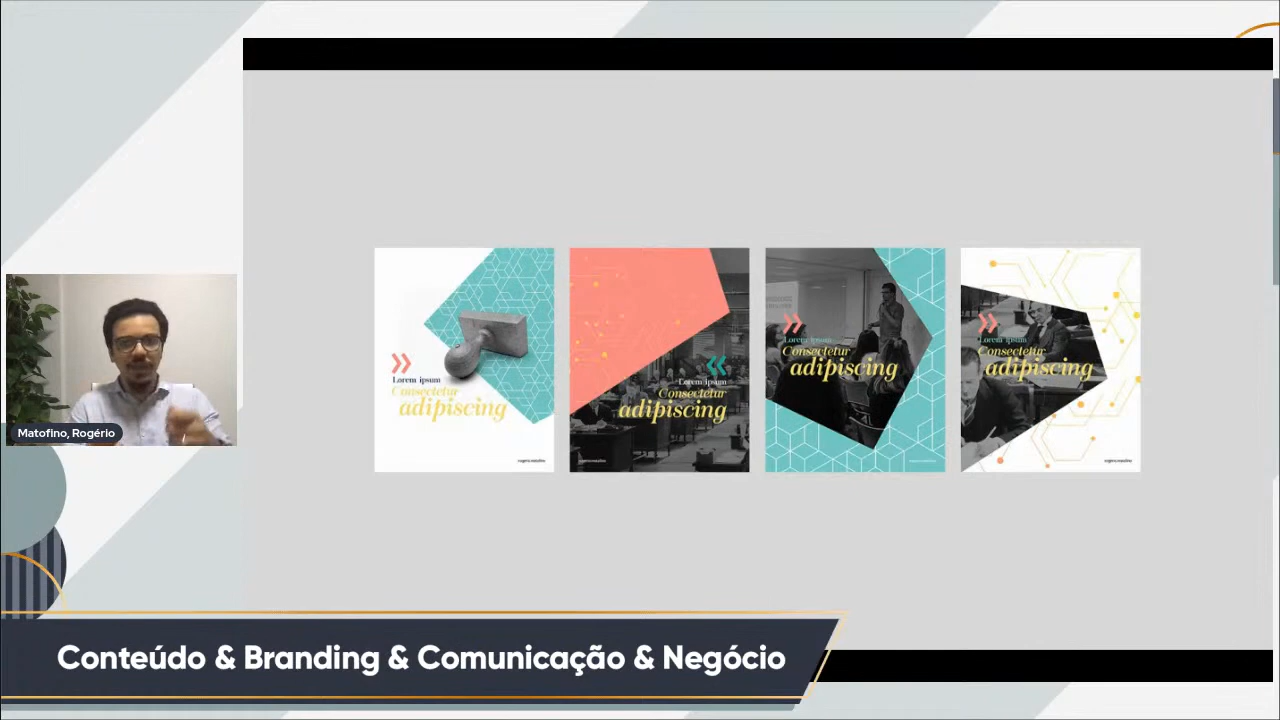 Lorem ipsum
Consectetur
adipiscing
Lorem ipsum
Consectetur
adipiscing
Lorem ipsum
Consectetur
adipiscing
Lorem ipsum
Consectetur
adipiscing
Matofino, Rogério
Conteúdo & Branding & Comunicação & Negócio